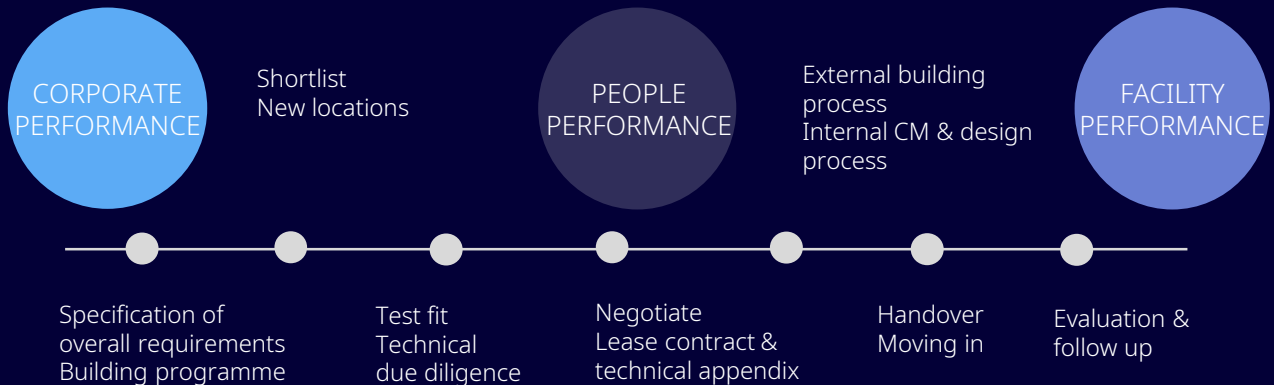 CORPORATE
PERFORMANCE
Shortlist
New locations
PEOPLE
PERFORMANCE
External building
process
Internal CM & design
process
FACILITY
PERFORMANCE
Specification of
overall requirements
Building programme
Test fit
Technical
due diligence
Negotiate
Lease contract &
technical appendix
Handover
Moving in
Evaluation &
follow up